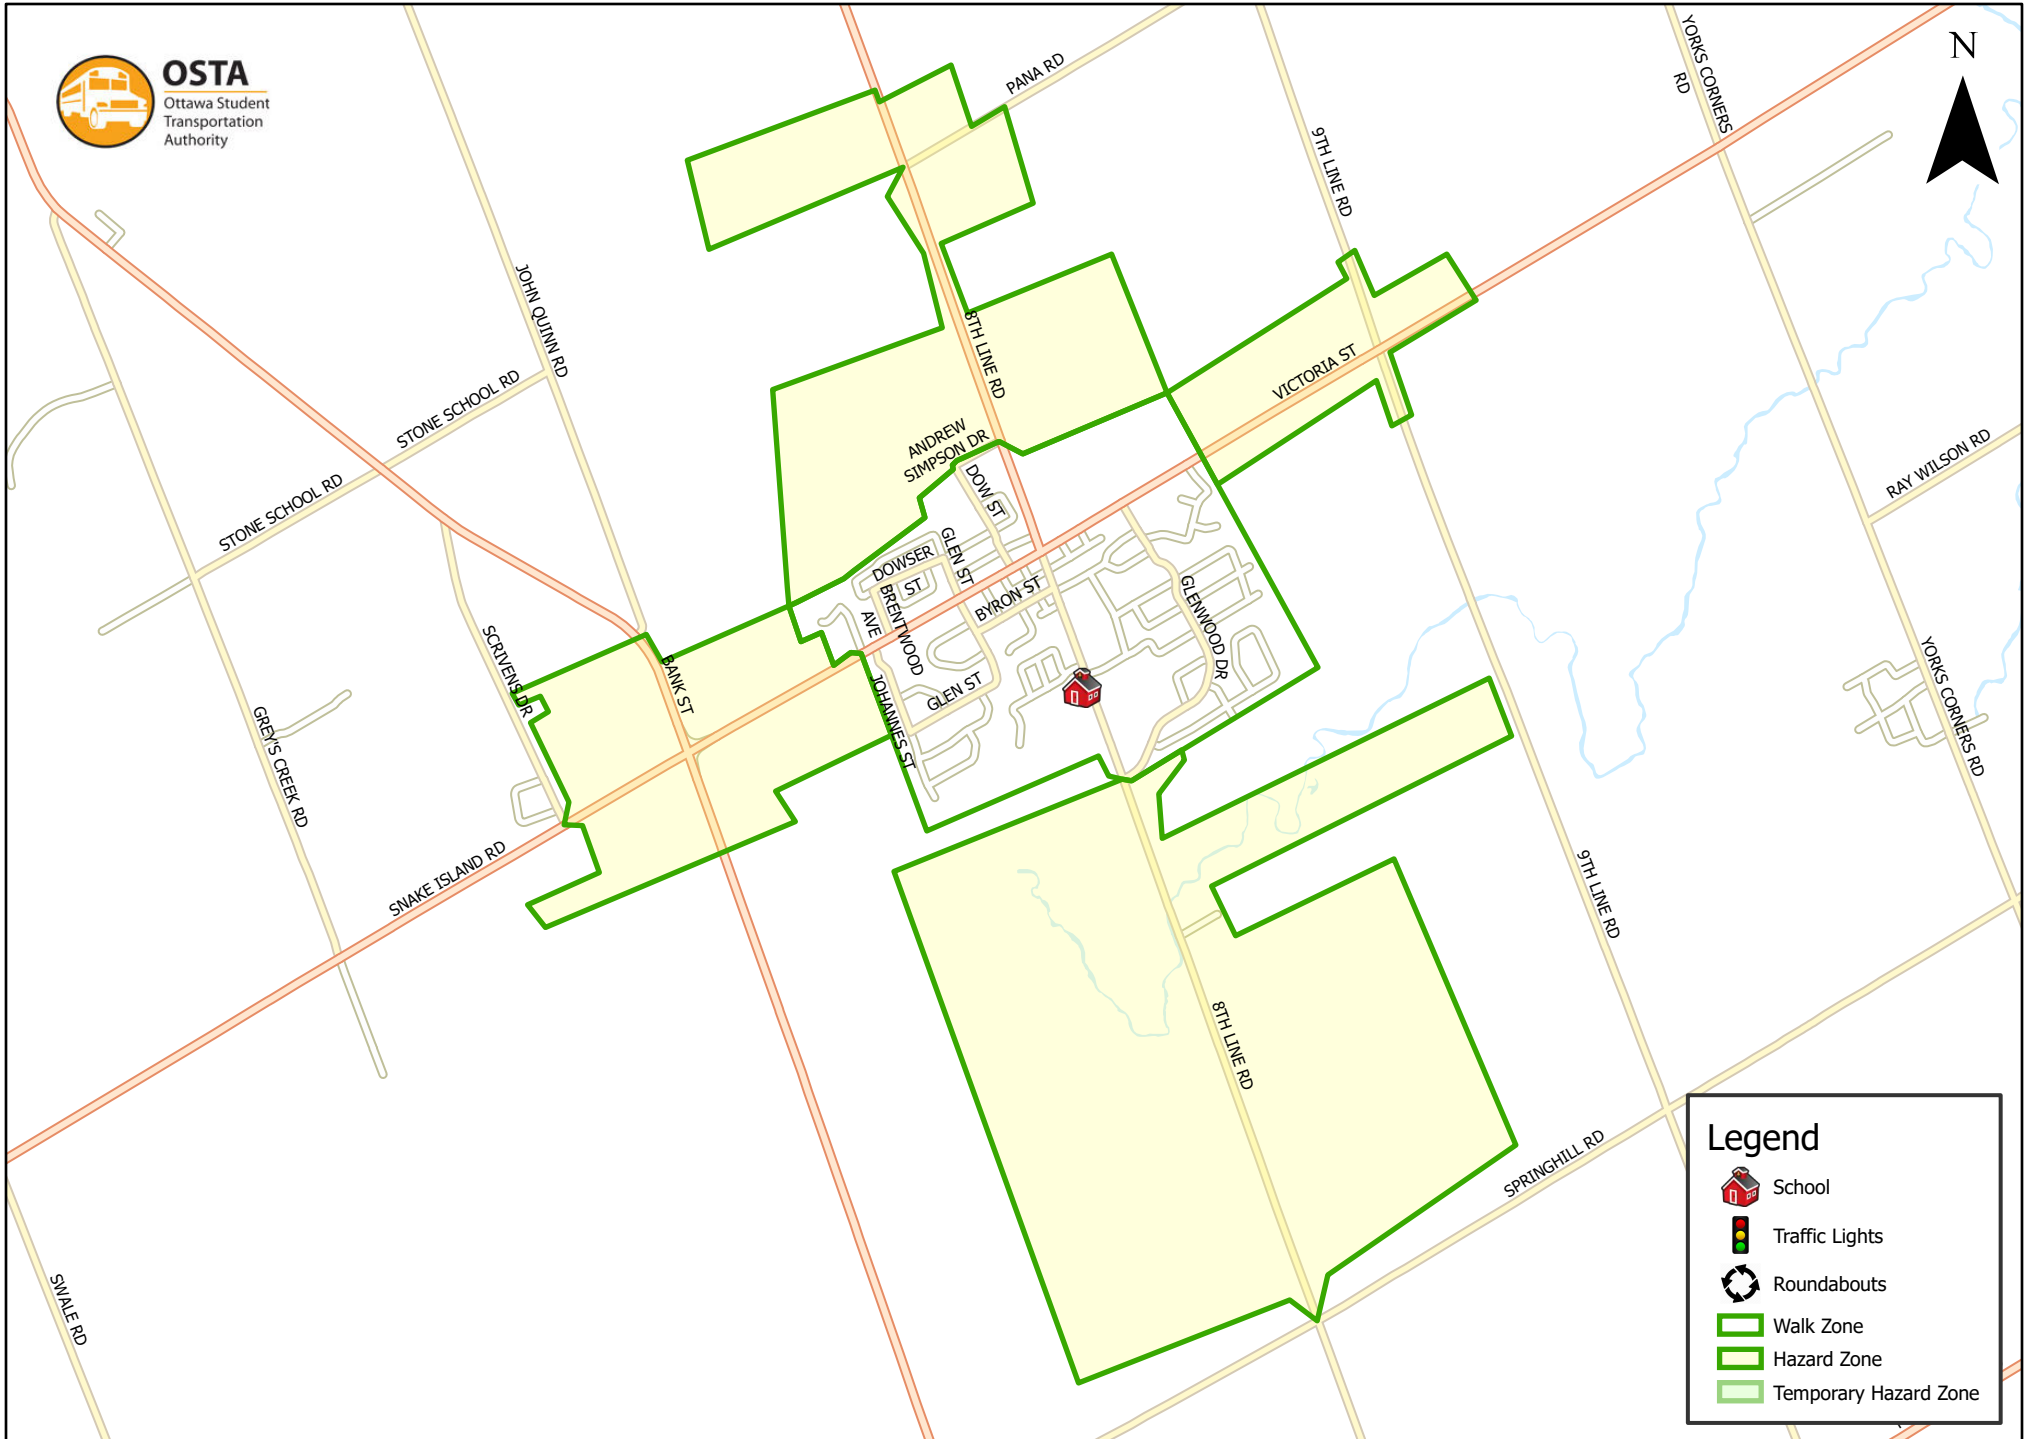 OSTA
Ottawa Student
Transportation
Authority
N
PANA RD
YORKS CORNERS
RD
9TH LINE RD
JOHN QUINN RD
8TH LINE RD
VICTORIA ST
STONE SCHOOL RD
STONE SCHOOL RD
ANDREW
SIMPSON DR
DOW ST
RAY WILSON RD
GLEN ST
DOWSER
ST
BYRON ST
BRENTWOOD
AVE
GLENWOOD DR
SCRIVENS DR
BANK ST
JOHANNES ST
GLEN ST
YORKS CORNERS RD
GREY'S CREEK RD
SNAKE ISLAND RD
9TH LINE RD
8TH LINE RD
SPRINGHILL RD
SWALE RD
Legend
School
Traffic Lights
Roundabouts
Walk Zone
Hazard Zone
Temporary Hazard Zone